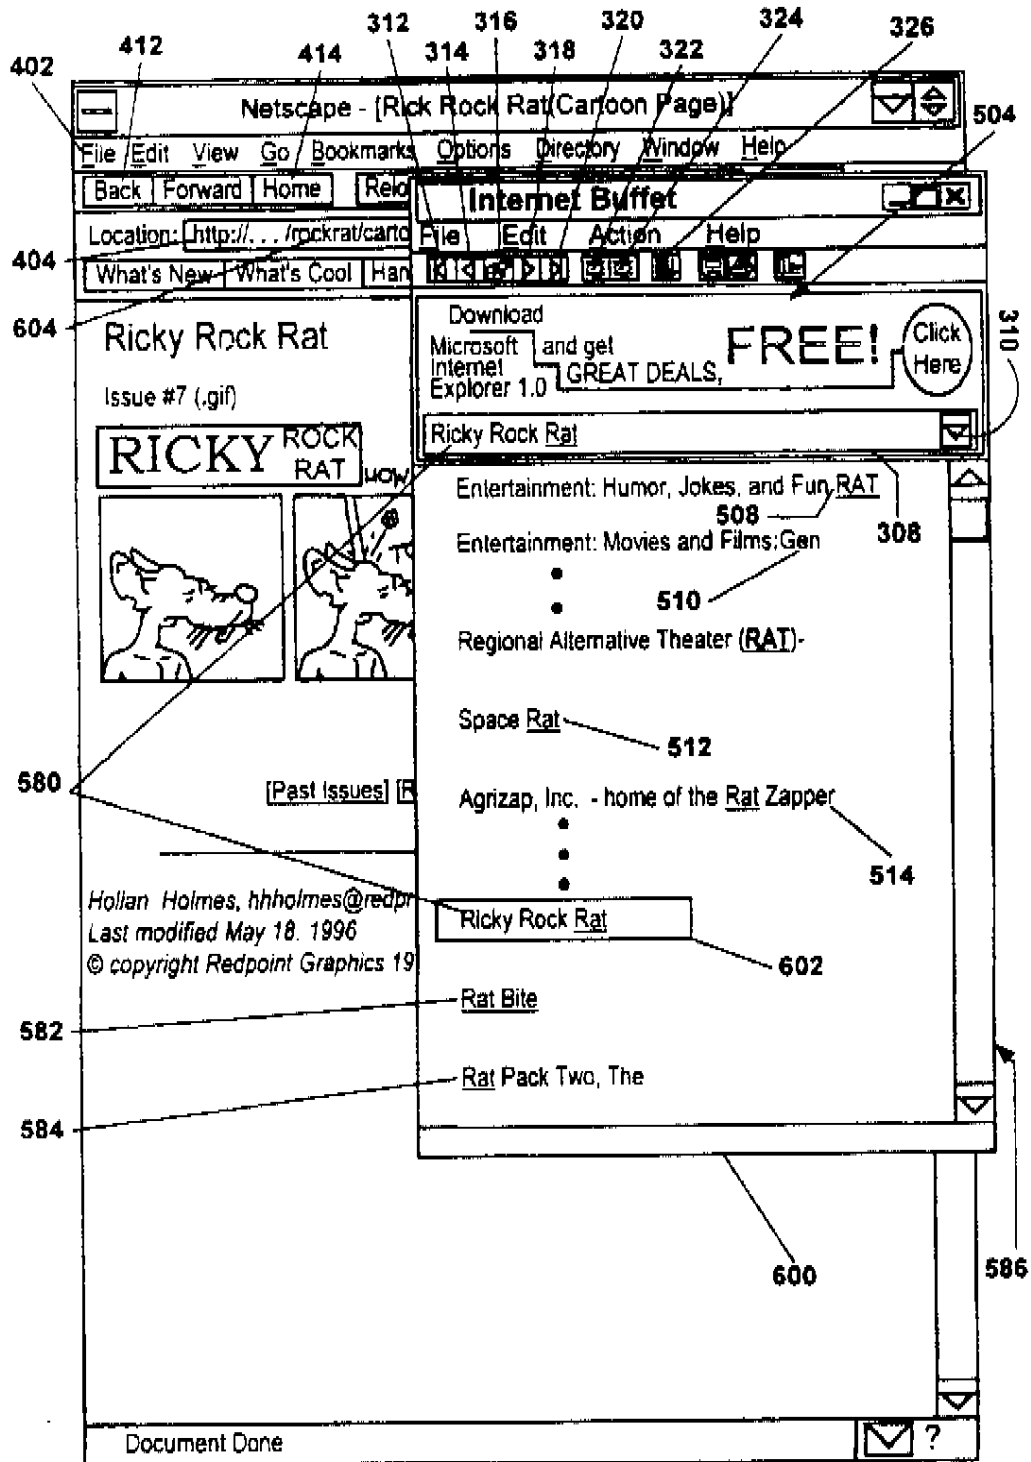 312 316 320 324 326
412 414 314 318 322
402
Netscape - [Rick Rock Rat(Cartoon Page)]
504
File Edit View Go Bookmarks Options Directory Window Help
Back Forward Home Relo
Internet Buffet
Location: http://. . . /rockrat/carto
File Edit Action Help
404
What's New What's Cool Han
604
Ricky Rock Rat
Download
Microsoft and get
Internet
Explorer 1.0 GREAT DEALS,
FREE!
Click
Here
310
Issue #7 (.gif)
Ricky Rock Rat
RICKY ROCK
RAT
HOW
Entertainment: Humor, Jokes, and Fun RAT
508
308
Entertainment: Movies and Films;Gen
510
Regional Alternative Theater (RAT)-
Space Rat
512
580
[Past Issues] [R
Agrizap, Inc. - home of the Rat Zapper
514
Hollan Holmes, hhholmes@redpr
Last modified May 18. 1996
© copyright Redpoint Graphics 19
Ricky Rock Rat
602
582
Rat Bite
584
Rat Pack Two, The
600
586
Document Done
?